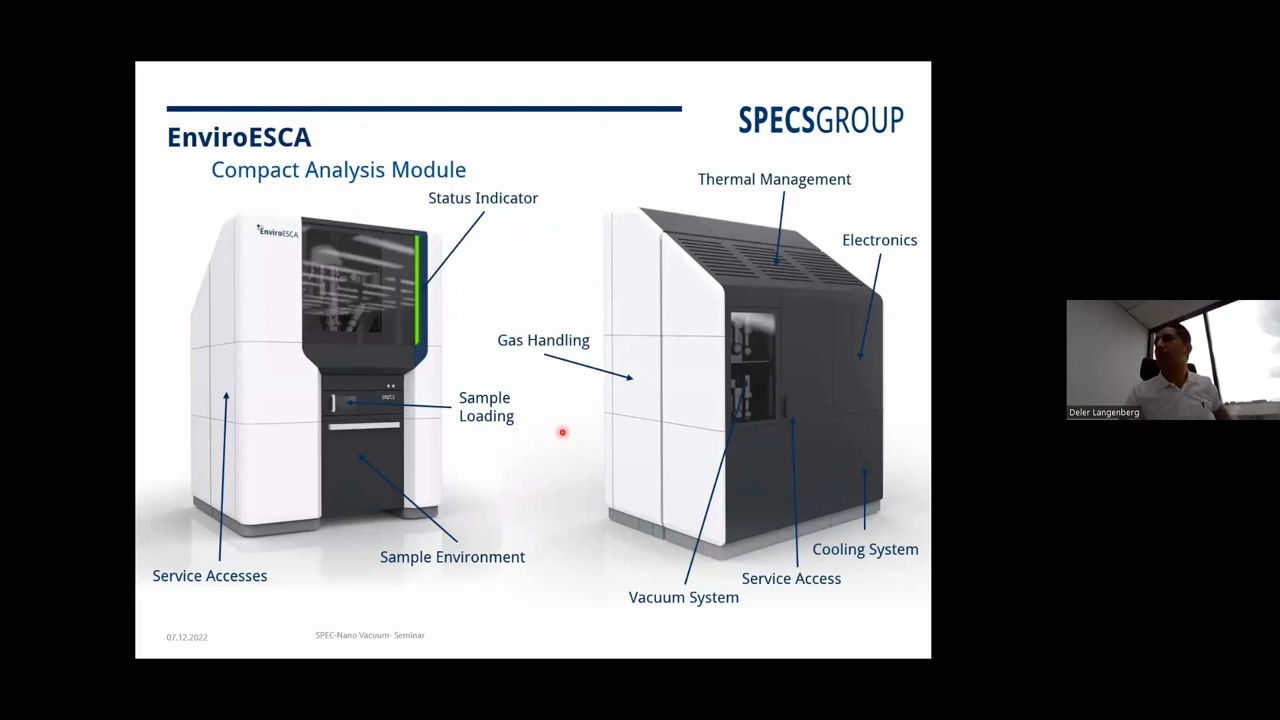 SPECSGROUP
EnviroESCA
Compact Analysis Module
Status Indicator
Thermal Management
Electronics
EnviroESCA
Gas Handling
Sample
Loading
SPECS
Sample Environment
Service Accesses
Cooling System
Service Access
Vacuum System
07.12.2022
SPEC-Nano Vacuum- Seminar
Deler Langenberg